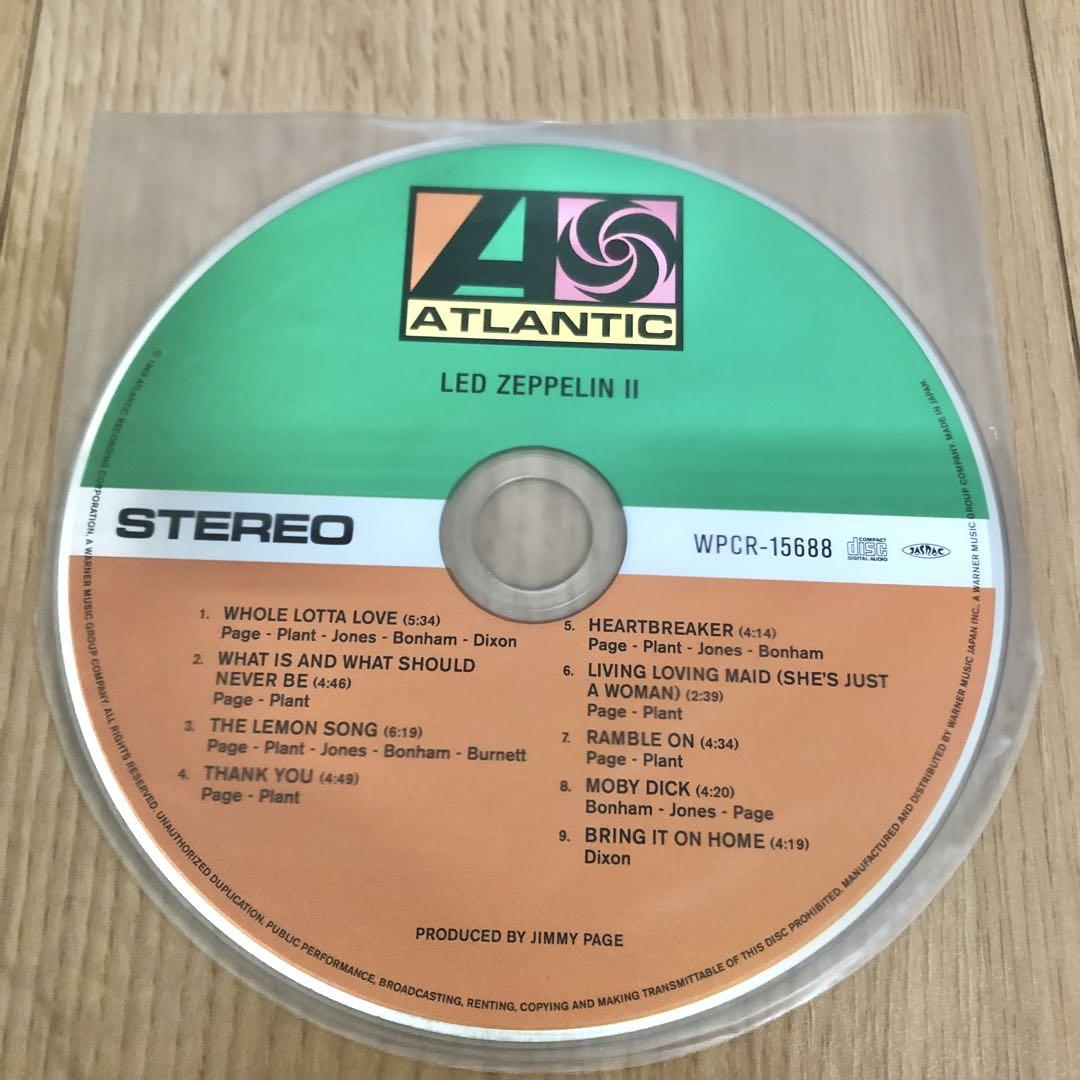 ATLANTIC
LED ZEPPELIN II
STEREO
WPCR-15688
COMPACT
disc
DIGITAL AUDIO
JASRAC
1. WHOLE LOTTA LOVE (5:34)
Page - Plant - Jones - Bonham - Dixon
2. WHAT IS AND WHAT SHOULD
NEVER BE (4:46)
Page - Plant
3. THE LEMON SONG (6:19)
Page - Plant - Jones - Bonham - Burnett
4. THANK YOU (4:49)
Page - Plant
5. HEARTBREAKER (4:14)
Page - Plant - Jones - Bonham
6. LIVING LOVING MAID (SHE'S JUST
A WOMAN) (2:39)
Page - Plant
7. RAMBLE ON (4:34)
Page - Plant
8. MOBY DICK (4:20)
Bonham - Jones - Page
9. BRING IT ON HOME (4:19)
Dixon
PRODUCED BY JIMMY PAGE
© 1969 ATLANTIC RECORDING CORPORATION, A WARNER MUSIC GROUP COMPANY. ALL RIGHTS RESERVED. UNAUTHORIZED DUPLICATION, PUBLIC PERFORMANCE, BROADCASTING, RENTING, COPYING AND MAKING TRANSMITTABLE OF THIS DISC PROHIBITED. MANUFACTURED AND DISTRIBUTED BY WARNER MUSIC JAPAN INC., A WARNER MUSIC GROUP COMPANY. MADE IN JAPAN.